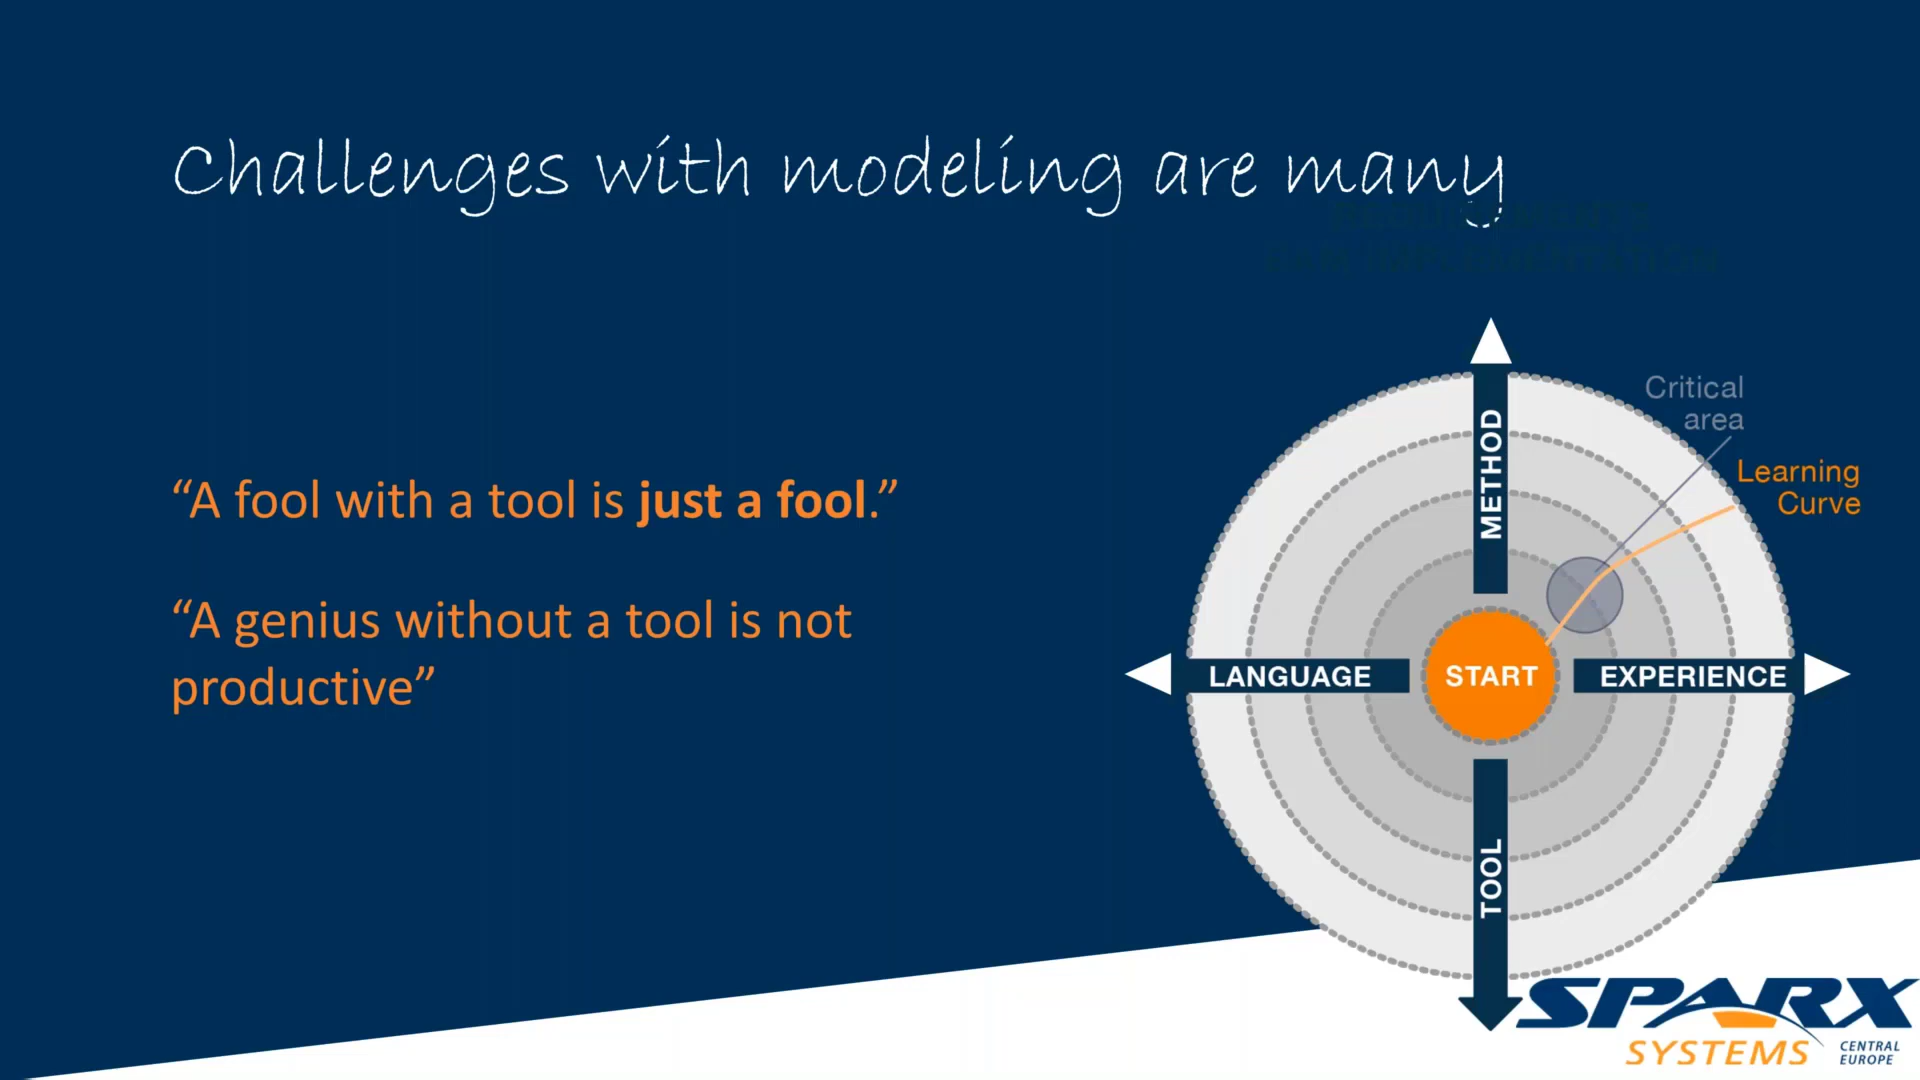 Challenges with modeling are many
“A fool with a tool is just a fool.”
“A genius without a tool is not
productive”
Critical
area
Learning
Curve
METHOD
LANGUAGE
START
EXPERIENCE
TOOL
SPARX
SYSTEMS
CENTRAL
EUROPE